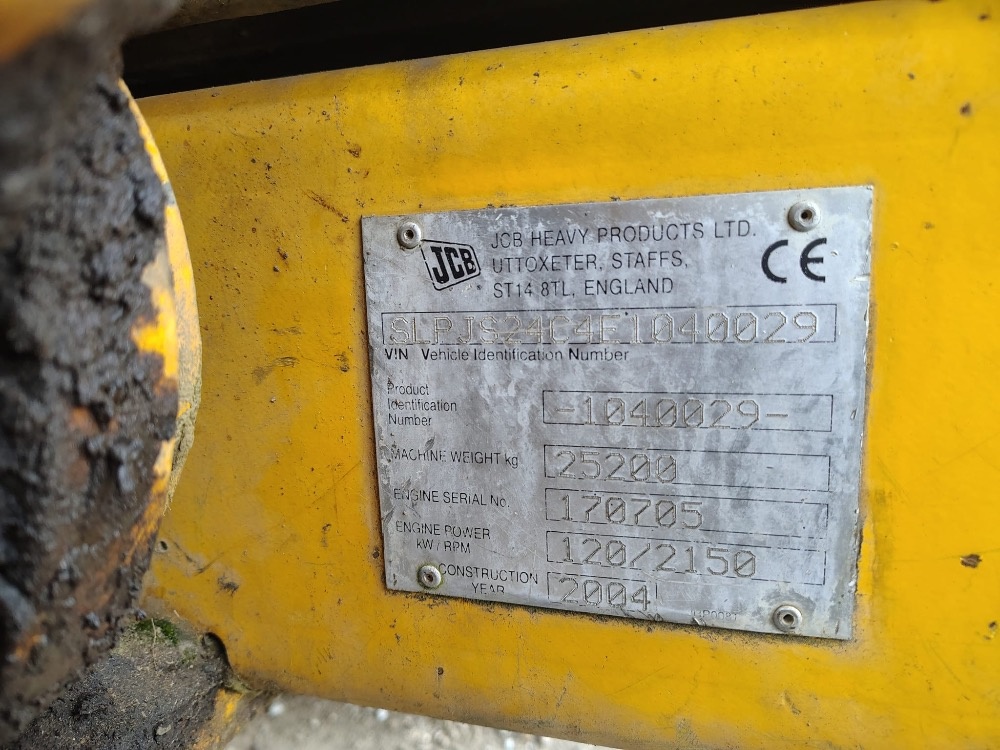 JCB
JCB HEAVY PRODUCTS LTD.
UTTOXETER, STAFFS,
ST14 8TL, ENGLAND
CE
SLPJS24C4E1040029
VIN Vehicle Identification Number
Product
Identification
Number
-1040029-
MACHINE WEIGHT kg
25200
ENGINE SERIAL No.
170705
ENGINE POWER
kW / RPM
120/2150
CONSTRUCTION
YEAR
2004